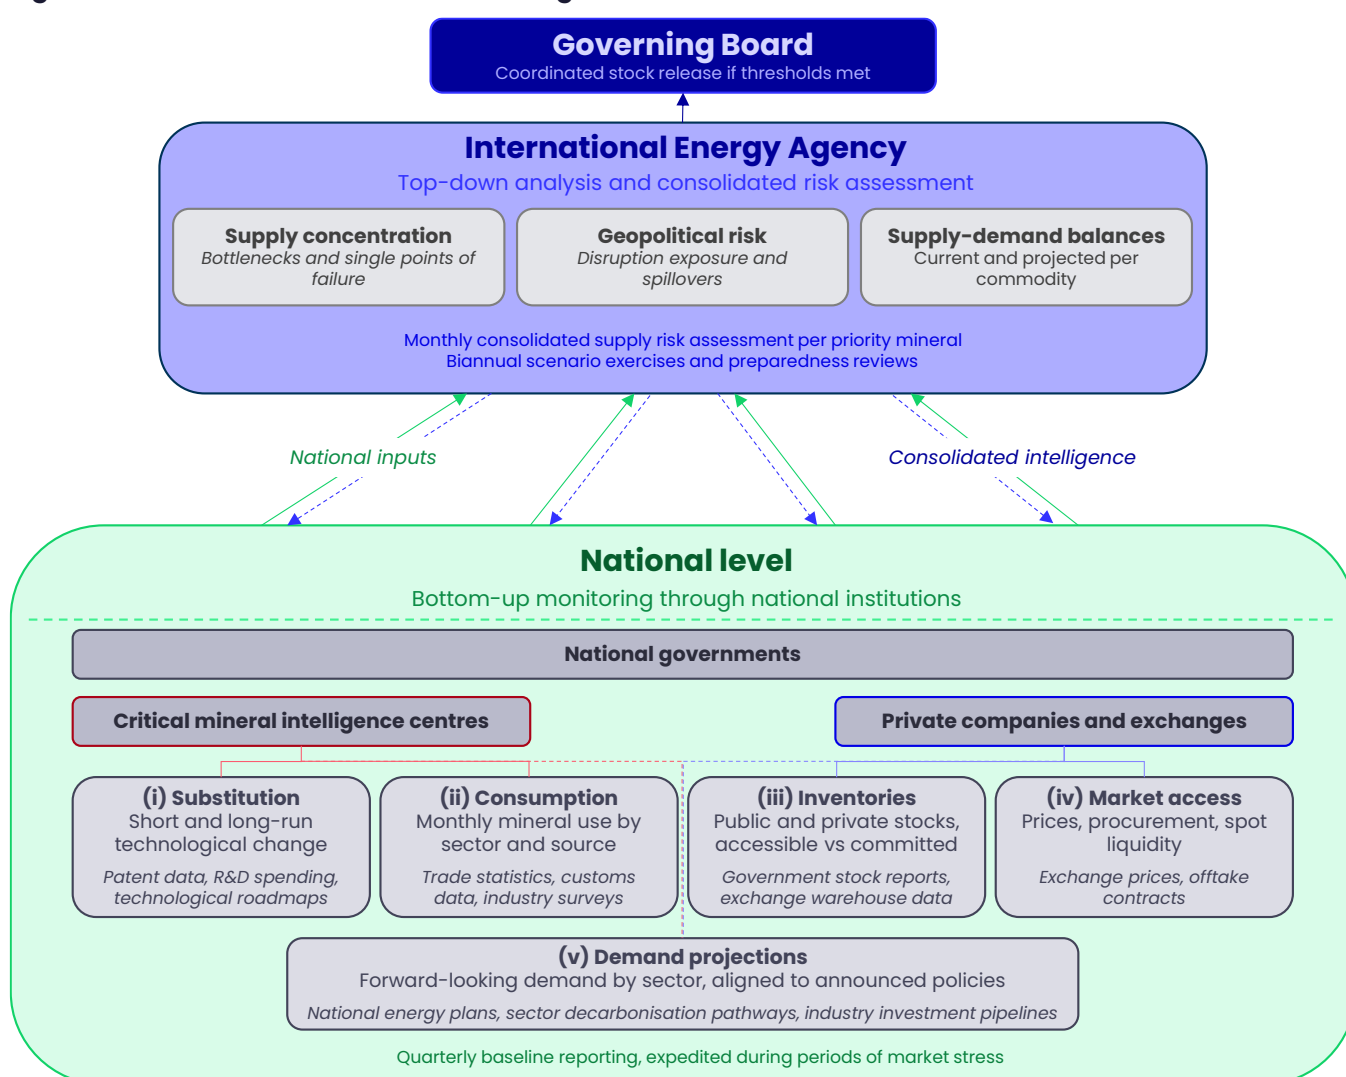 Governing Board
Coordinated stock release if thresholds met
International Energy Agency
Top-down analysis and consolidated risk assessment
Supply concentration
Bottlenecks and single points of
failure
Geopolitical risk
Disruption exposure and
spillovers
Supply-demand balances
Current and projected per
commodity
Monthly consolidated supply risk assessment per priority mineral
Biannual scenario exercises and preparedness reviews
National inputs
Consolidated intelligence
National level
Bottom-up monitoring through national institutions
National governments
Critical mineral intelligence centres
Private companies and exchanges
(i) Substitution
Short and long-run
technological change
Patent data, R&D spending,
technological roadmaps
(ii) Consumption
Monthly mineral use by
sector and source
Trade statistics, customs
data, industry surveys
(iii) Inventories
Public and private stocks,
accessible vs committed
Government stock reports,
exchange warehouse data
(iv) Market access
Prices, procurement, spot
liquidity
Exchange prices, offtake
contracts
(v) Demand projections
Forward-looking demand by sector, aligned to announced policies
National energy plans, sector decarbonisation pathways, industry investment pipelines
Quarterly baseline reporting, expedited during periods of market stress